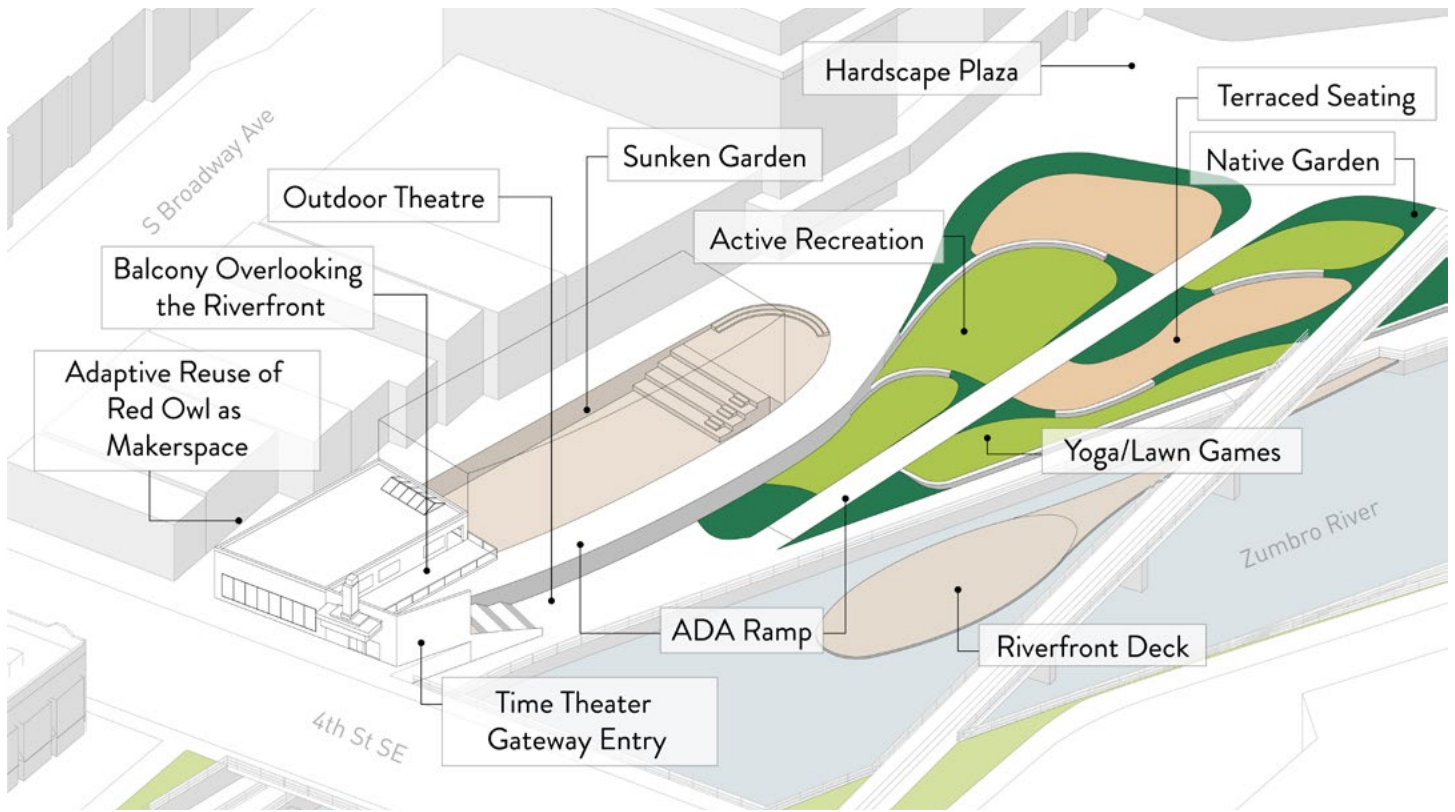 Hardscape Plaza
Terraced Seating
Sunken Garden
Native Garden
S Broadway Ave
Outdoor Theatre
Active Recreation
Balcony Overlooking
the Riverfront
Adaptive Reuse of
Red Owl as
Makerspace
Yoga/Lawn Games
Zumbro River
ADA Ramp
Riverfront Deck
Time Theater
Gateway Entry
4th St SE